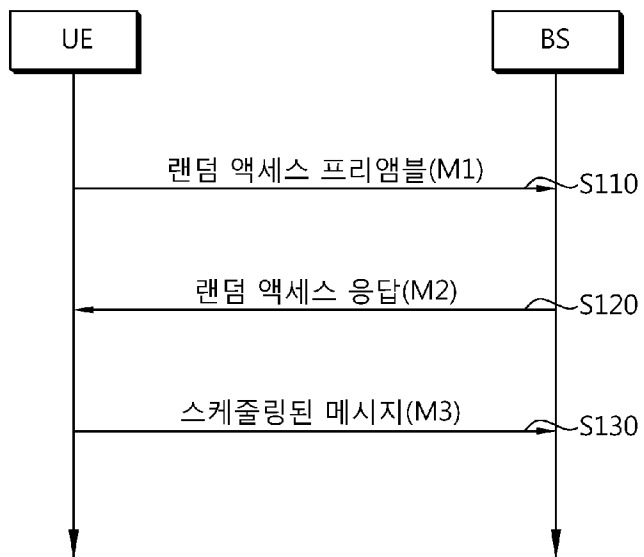 UE
BS
랜덤 액세스 프리앰블(M1)
S110
랜덤 액세스 응답(M2)
S120
스케줄링된 메시지(M3)
S130